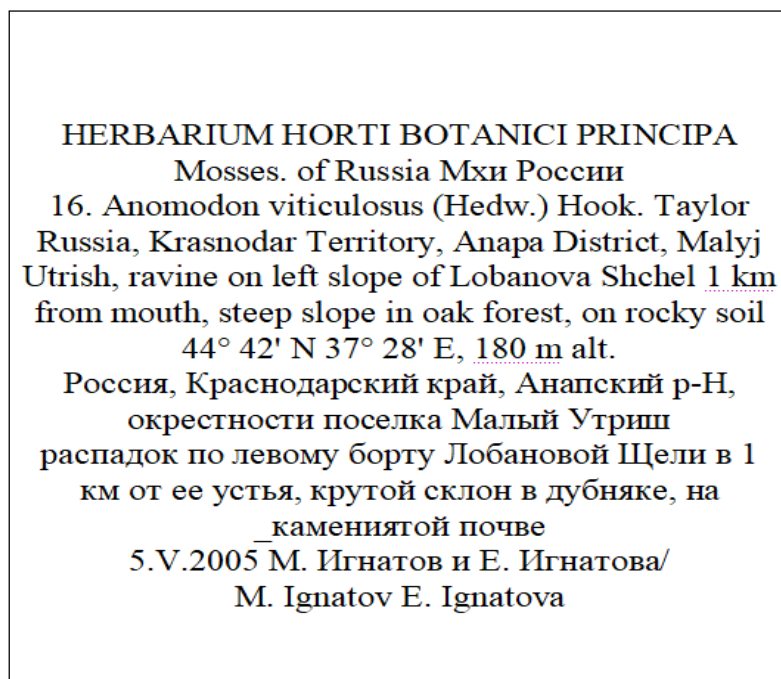 HERBARIUM HORTI BOTANICI PRINCIPA
Mosses. of Russia Мхи России
16. Anomodon viticulosus (Hedw.) Hook. Taylor
Russia, Krasnodar Territory, Anapa District, Malyj
Utrish, ravine on left slope of Lobanova Shchel 1 km
from mouth, steep slope in oak forest, on rocky soil
44° 42' N 37° 28' E, 180 m alt.
Россия, Краснодарский край, Анапский р-Н,
окрестности поселка Малый Утриш
распадок по левому борту Лобановой Щели в 1
км от ее устья, крутой склон в дубняке, на
_камениятой почве
5.V.2005 М. Игнатов и Е. Игнатова/
M. Ignatov E. Ignatova